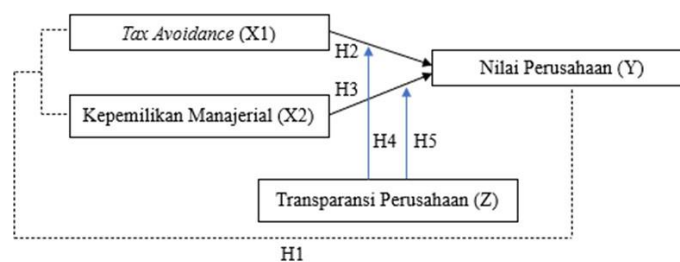 Tax Avoidance (X1)
H2
Nilai Perusahaan (Y)
H3
Kepemilikan Manajerial (X2)
H4
H5
Transparansi Perusahaan (Z)
H1